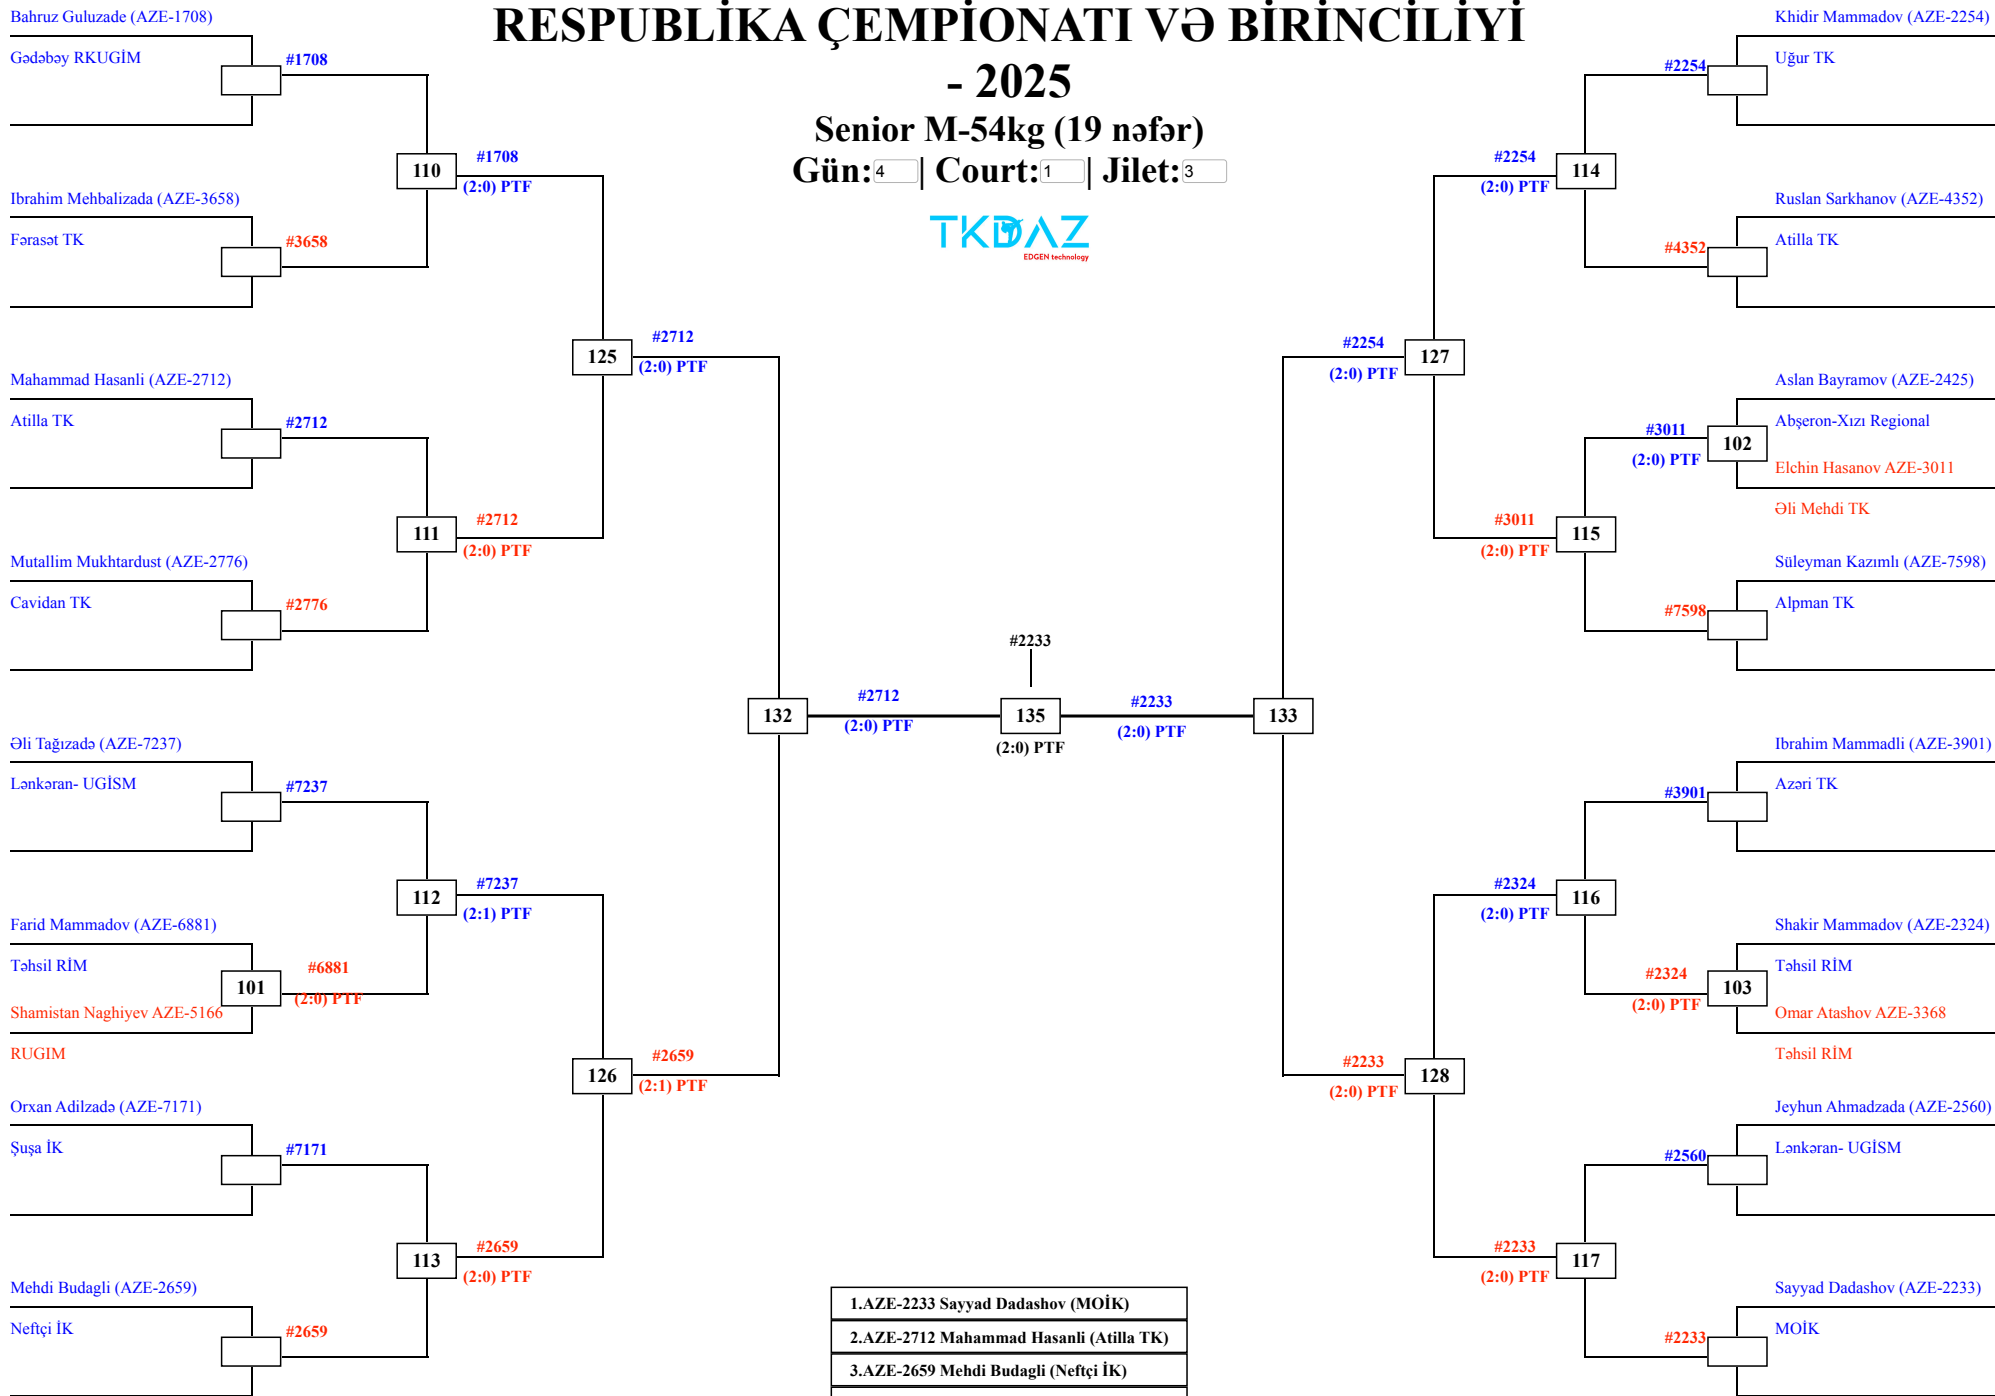 RESPUBLİKA ÇEMPİONATI VƏ BİRİNCİLİYİ
- 2025
Senior M-54kg (19 nəfər)
Gün: 4 | Court: 1 | Jilet: 3
TKDAZ
EDGEN technology
Bahruz Guluzade (AZE-1708)
Gədəbəy RKUGİM
#1708
110
#1708
(2:0) PTF
Ibrahim Mehbalizada (AZE-3658)
Fərasət TK
#3658
125
#2712
(2:0) PTF
Mahammad Hasanli (AZE-2712)
Atilla TK
#2712
111
#2712
(2:0) PTF
Mutallim Mukhtardust (AZE-2776)
Cavidan TK
#2776
132
#2712
(2:0) PTF
Əli Tağızadə (AZE-7237)
Lənkəran- UGİSM
#7237
112
#7237
(2:1) PTF
Farid Mammadov (AZE-6881)
Təhsil RİM
101
#6881
(2:0) PTF
Shamistan Naghiyev AZE-5166
RUGIM
126
#2659
(2:1) PTF
Orxan Adilzadə (AZE-7171)
Şuşa İK
#7171
113
#2659
(2:0) PTF
Mehdi Budagli (AZE-2659)
Neftçi İK
#2659
#2233
135
(2:0) PTF
Khidir Mammadov (AZE-2254)
Uğur TK
#2254
114
#2254
(2:0) PTF
Ruslan Sarkhanov (AZE-4352)
Atilla TK
#4352
127
#2254
(2:0) PTF
Aslan Bayramov (AZE-2425)
Abşeron-Xızı Regional
102
#3011
(2:0) PTF
Elchin Hasanov AZE-3011
Əli Mehdi TK
115
#3011
(2:0) PTF
Süleyman Kazımlı (AZE-7598)
Alpman TK
#7598
133
#2233
(2:0) PTF
Ibrahim Mammadli (AZE-3901)
Azəri TK
#3901
116
#2324
(2:0) PTF
Shakir Mammadov (AZE-2324)
Təhsil RİM
103
#2324
(2:0) PTF
Omar Atashov AZE-3368
Təhsil RİM
128
#2233
(2:0) PTF
Jeyhun Ahmadzada (AZE-2560)
Lənkəran- UGİSM
#2560
117
#2233
(2:0) PTF
Sayyad Dadashov (AZE-2233)
MOİK
#2233
1.AZE-2233 Sayyad Dadashov (MOİK)
2.AZE-2712 Mahammad Hasanli (Atilla TK)
3.AZE-2659 Mehdi Budagli (Neftçi İK)